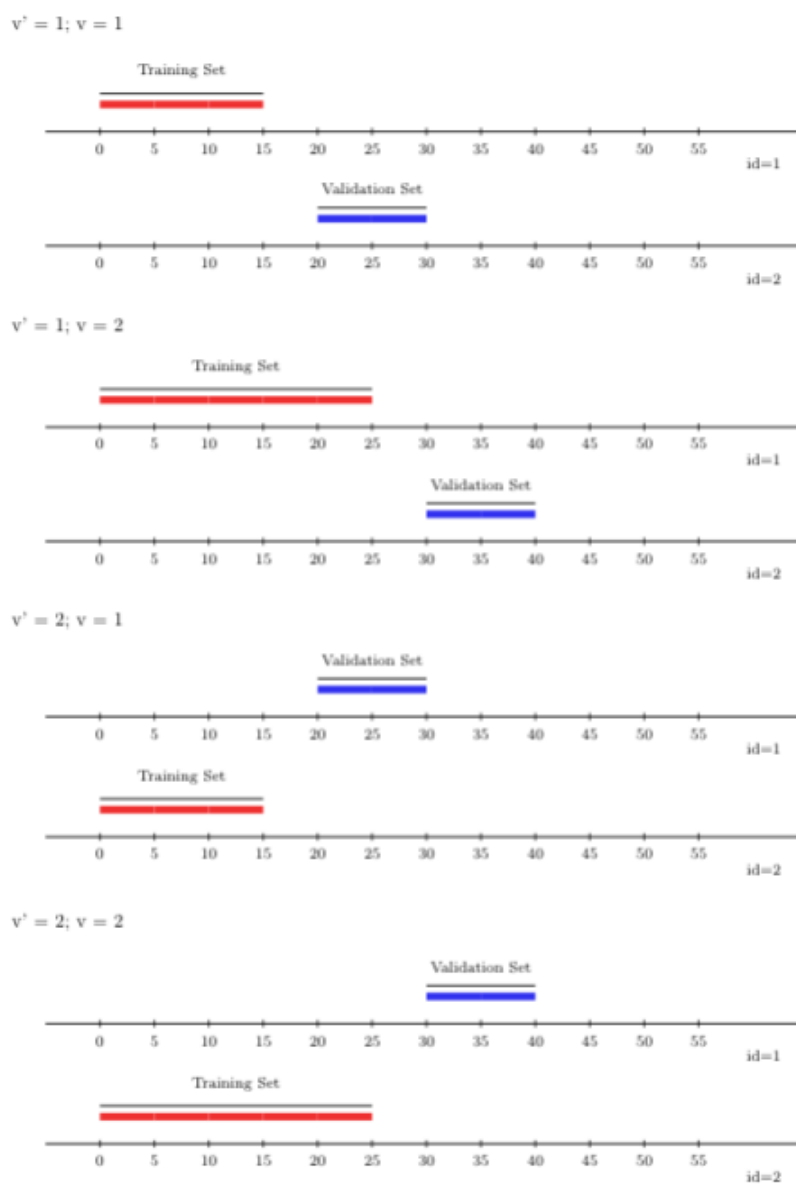 v' = 1; v = 1
Training Set
0 5 10 15 20 25 30 35 40 45 50 55
id=1
Validation Set
0 5 10 15 20 25 30 35 40 45 50 55
id=2
v' = 1; v = 2
Training Set
0 5 10 15 20 25 30 35 40 45 50 55
id=1
Validation Set
0 5 10 15 20 25 30 35 40 45 50 55
id=2
v' = 2; v = 1
Validation Set
0 5 10 15 20 25 30 35 40 45 50 55
id=1
Training Set
0 5 10 15 20 25 30 35 40 45 50 55
id=2
v' = 2; v = 2
Validation Set
0 5 10 15 20 25 30 35 40 45 50 55
id=1
Training Set
0 5 10 15 20 25 30 35 40 45 50 55
id=2